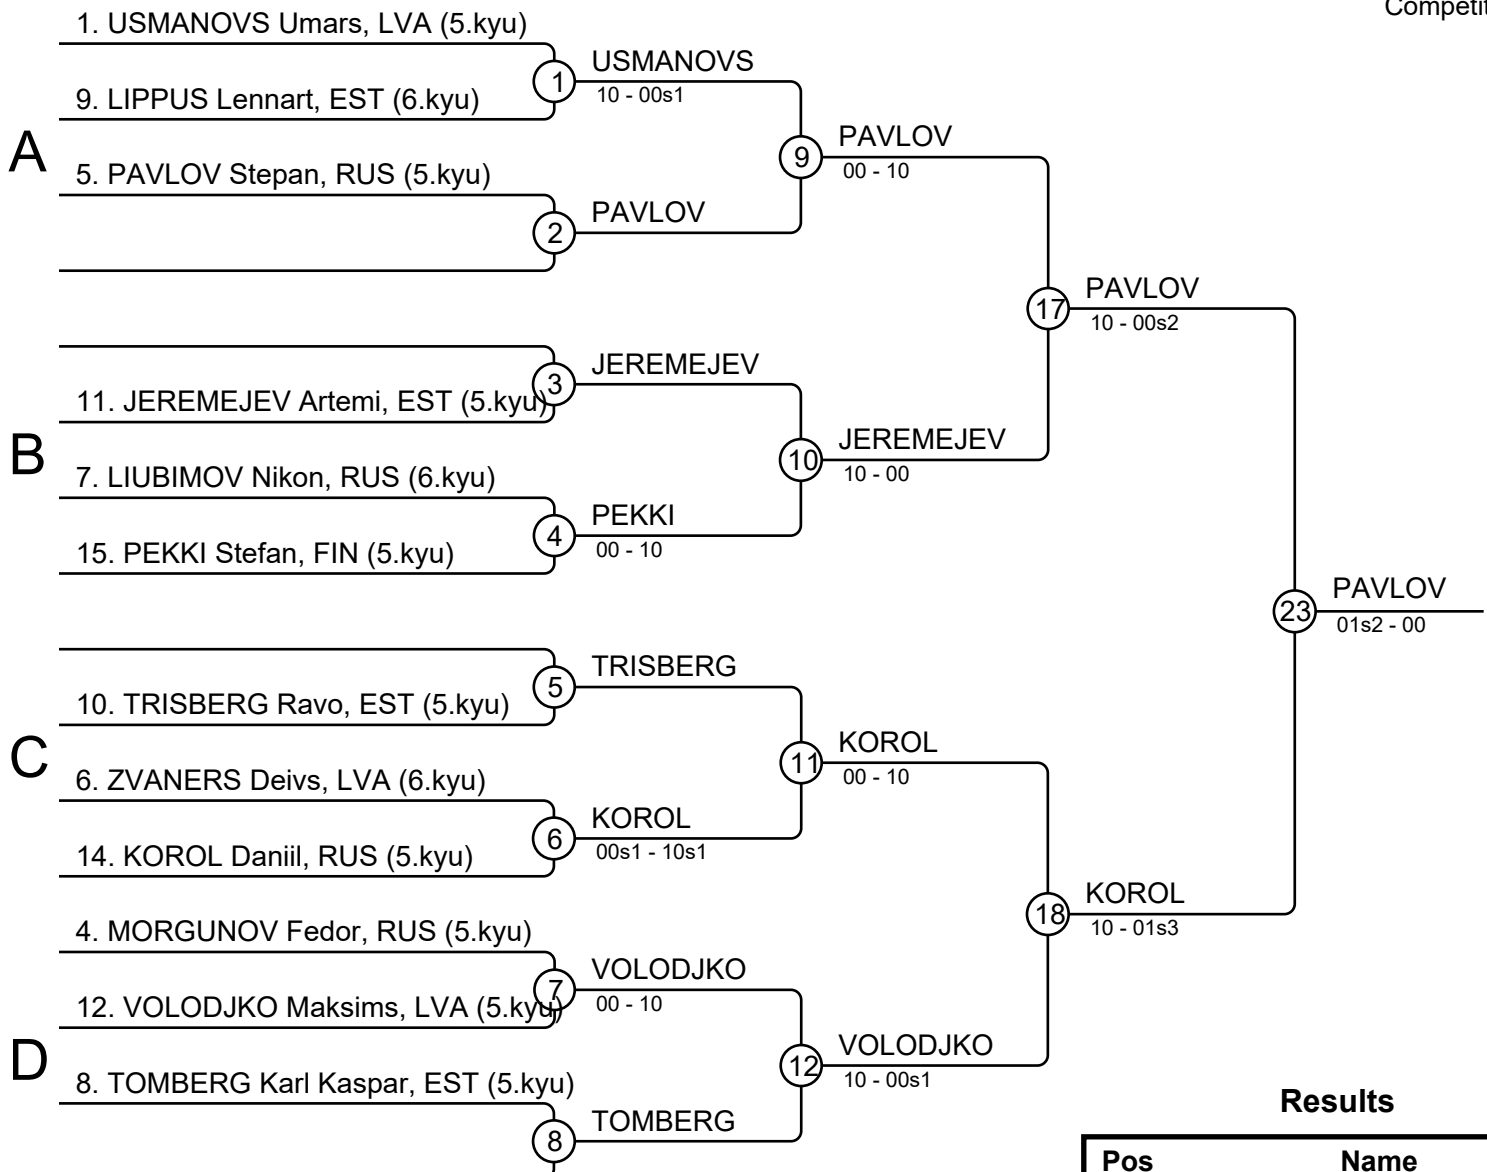 Competit
1. USMANOVS Umars, LVA (5.kyu)
1
USMANOVS
10 - 00s1
9. LIPPUS Lennart, EST (6.kyu)
A
9
PAVLOV
00 - 10
5. PAVLOV Stepan, RUS (5.kyu)
2
PAVLOV
17
PAVLOV
10 - 00s2
3
JEREMEJEV
11. JEREMEJEV Artemi, EST (5.kyu)
B
10
JEREMEJEV
10 - 00
7. LIUBIMOV Nikon, RUS (6.kyu)
4
PEKKI
00 - 10
15. PEKKI Stefan, FIN (5.kyu)
23
PAVLOV
01s2 - 00
5
TRISBERG
10. TRISBERG Ravo, EST (5.kyu)
C
11
KOROL
00 - 10
6. ZVANERS Deivs, LVA (6.kyu)
6
KOROL
00s1 - 10s1
14. KOROL Daniil, RUS (5.kyu)
18
KOROL
10 - 01s3
4. MORGUNOV Fedor, RUS (5.kyu)
7
VOLODJKO
00 - 10
12. VOLODJKO Maksims, LVA (5.kyu)
D
12
VOLODJKO
10 - 00s1
8. TOMBERG Karl Kaspar, EST (5.kyu)
8
TOMBERG
Results
Pos Name